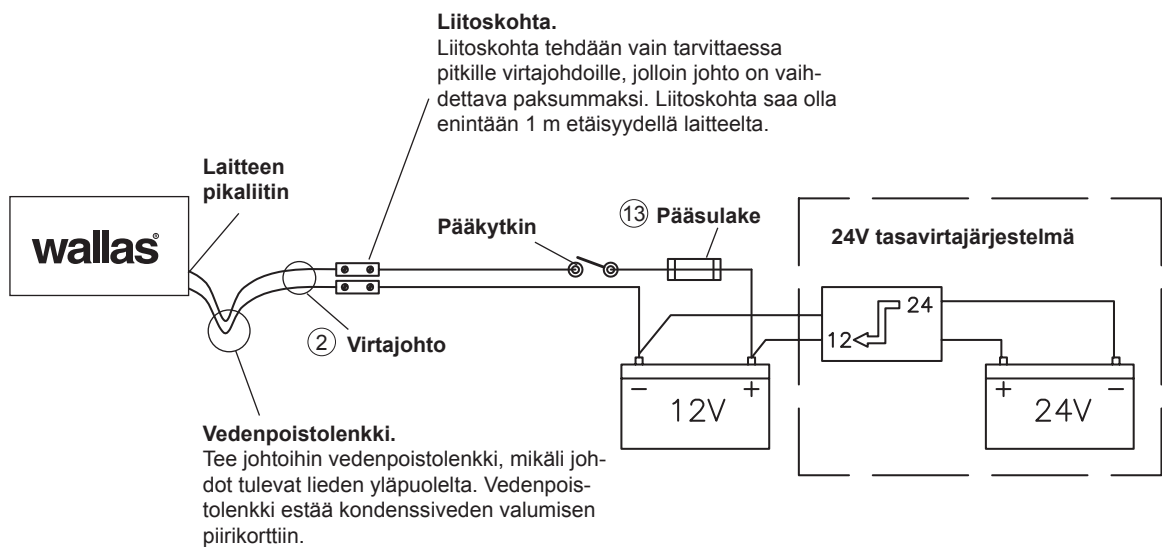 Liitoskohta.
Liitoskohta tehdään vain tarvittaessa
pitkille virtajohdoille, jolloin johto on vaih-
dettava paksummaksi. Liitoskohta saa olla
enintään 1 m etäisyydellä laitteelta.
Laitteen
pikaliitin
wallas®
Pääkytkin
13 Pääsulake
24V tasavirtajärjestelmä
2 Virtajohto
24
12
- +
12V
+ -
24V
Vedenpoistolenkki.
Tee johtoihin vedenpoistolenkki, mikäli joh-
dot tulevat lieden yläpuolelta. Vedenpois-
tolenkki estää kondenssiveden valumisen
piirikorttiin.